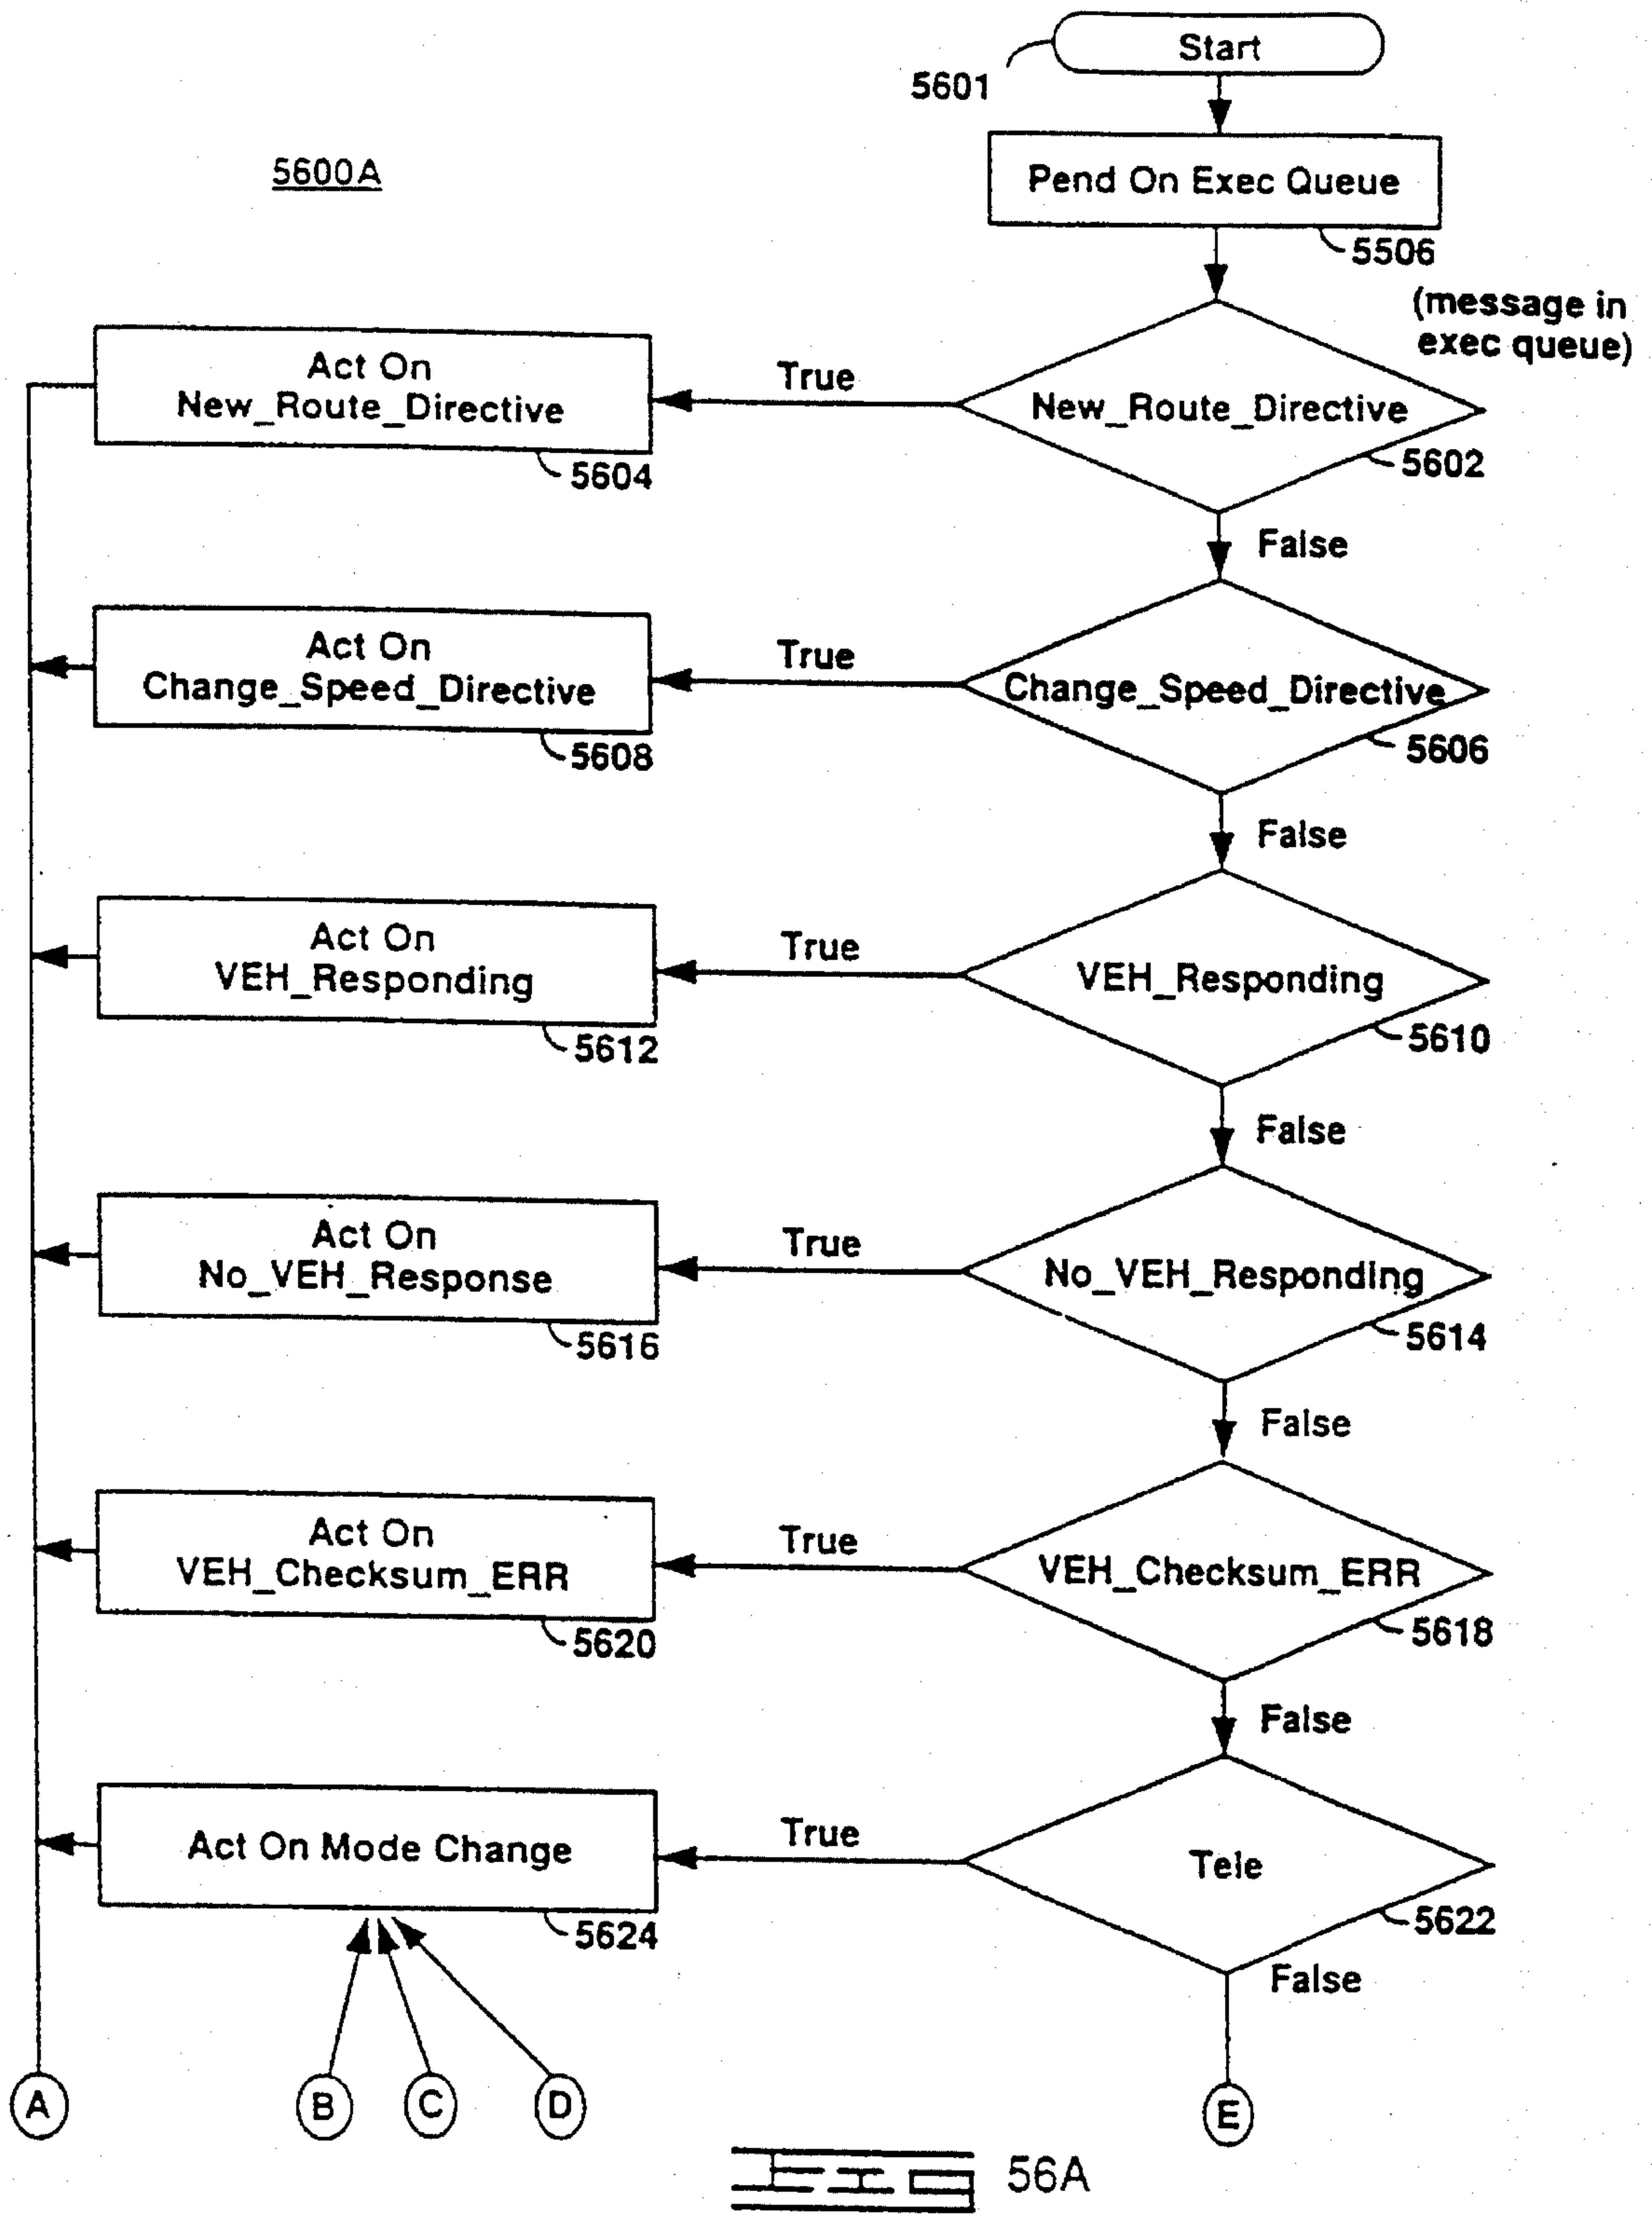 Start
5601
5600A
Pend On Exec Queue
5506
(message in
exec queue)
Act On
New_Route_Directive
5604
True
New_Route_Directive
5602
False
Act On
Change_Speed_Directive
5608
True
Change_Speed_Directive
5606
False
Act On
VEH_Responding
5612
True
VEH_Responding
5610
False
Act On
No_VEH_Response
5616
True
No_VEH_Responding
5614
False
Act On
VEH_Checksum_ERR
5620
True
VEH_Checksum_ERR
5618
False
Act On Mode Change
5624
True
Tele
5622
False
A
B
C
D
E
FIG 56A